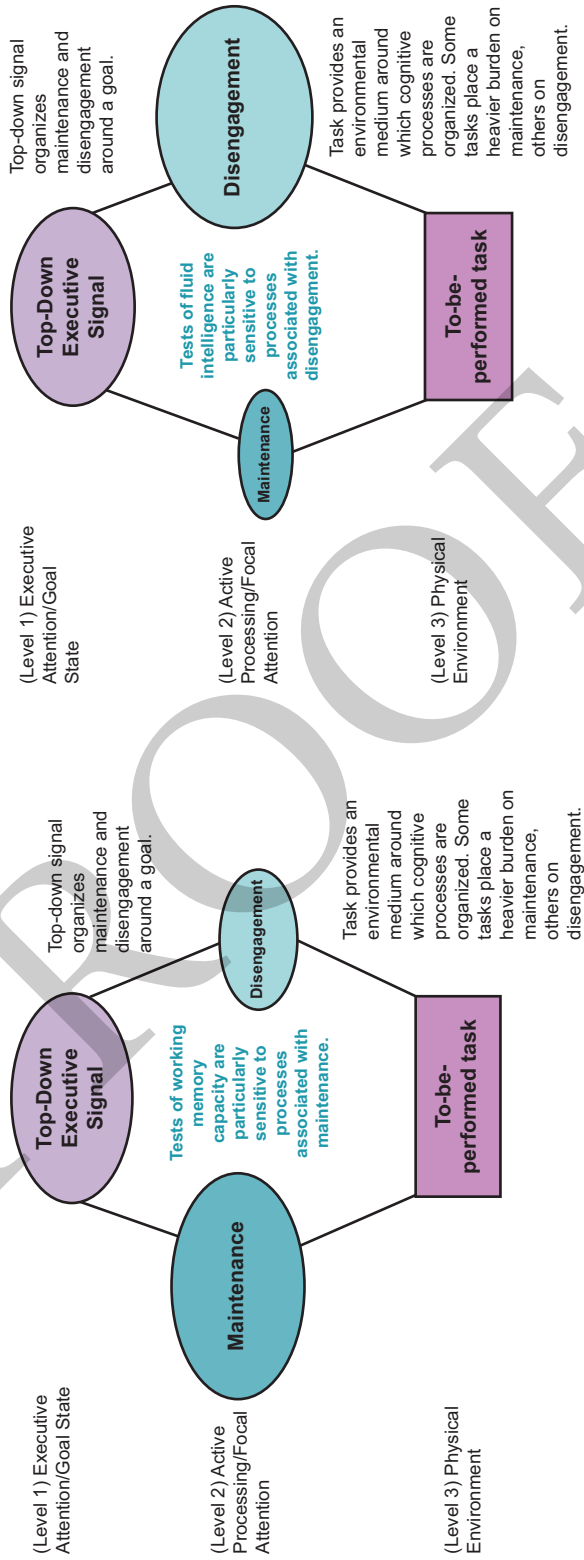 (Level 1) Executive
Attention/Goal State
Top-Down
Executive
Signal
Top-down signal
organizes
maintenance and
disengagement
around a goal.
(Level 2) Active
Processing/Focal
Attention
Maintenance
Tests of working
memory
capacity are
particularly
sensitive to
processes
associated with
maintenance.
Disengagement
(Level 3) Physical
Environment
To-be-
performed task
Task provides an
environmental
medium around
which cognitive
processes are
organized. Some
tasks place a
heavier burden on
maintenance,
others on
disengagement.
(Level 1) Executive
Attention/Goal
State
Top-Down
Executive
Signal
Top-down signal
organizes
maintenance and
disengagement
around a goal.
(Level 2) Active
Processing/Focal
Attention
Maintenance
Tests of fluid
intelligence are
particularly
sensitive to
processes
associated with
disengagement.
Disengagement
(Level 3) Physical
Environment
To-be-
performed task
Task provides an
environmental
medium around
which cognitive
processes are
organized. Some
tasks place a
heavier burden on
maintenance,
others on
disengagement.
PROOF